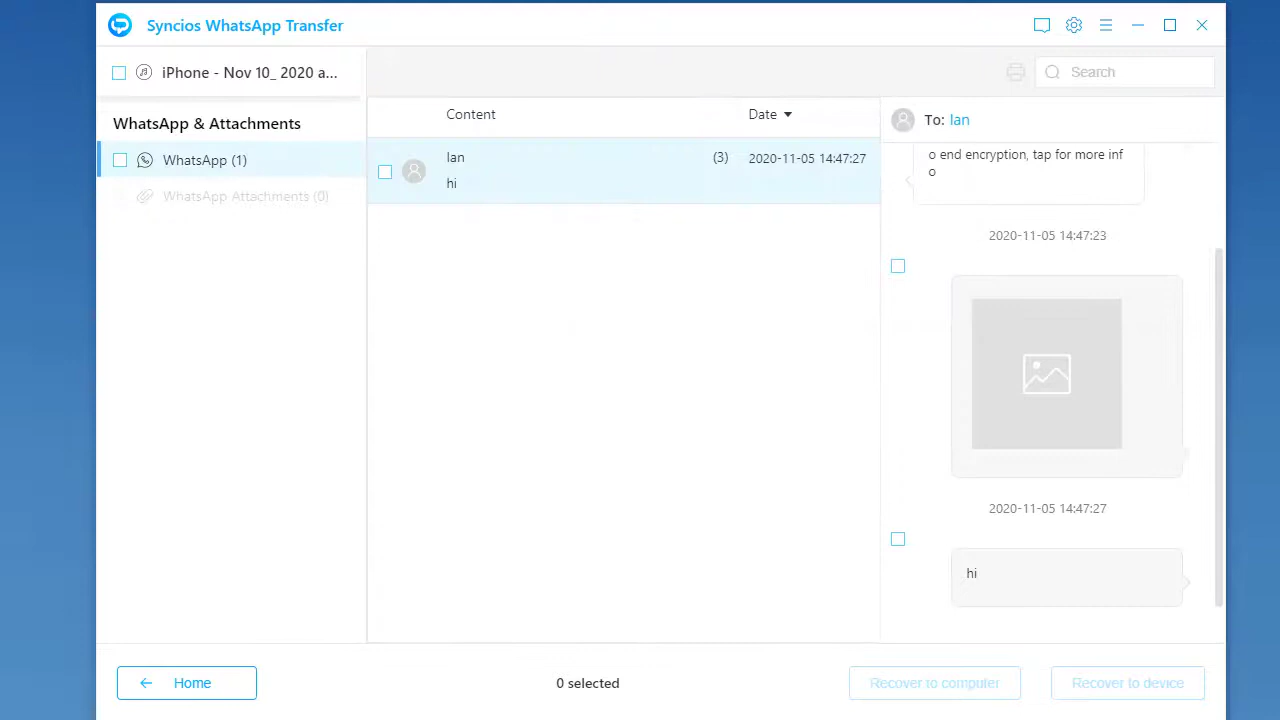 Syncios WhatsApp Transfer
iPhone - Nov 10_ 2020 a...
Search
WhatsApp & Attachments
WhatsApp (1)
WhatsApp Attachments (0)
Content
Date
Ian
(3)
2020-11-05 14:47:27
hi
To: Ian
o end encryption, tap for more inf
o
2020-11-05 14:47:23
2020-11-05 14:47:27
hi
Home
0 selected
Recover to computer
Recover to device